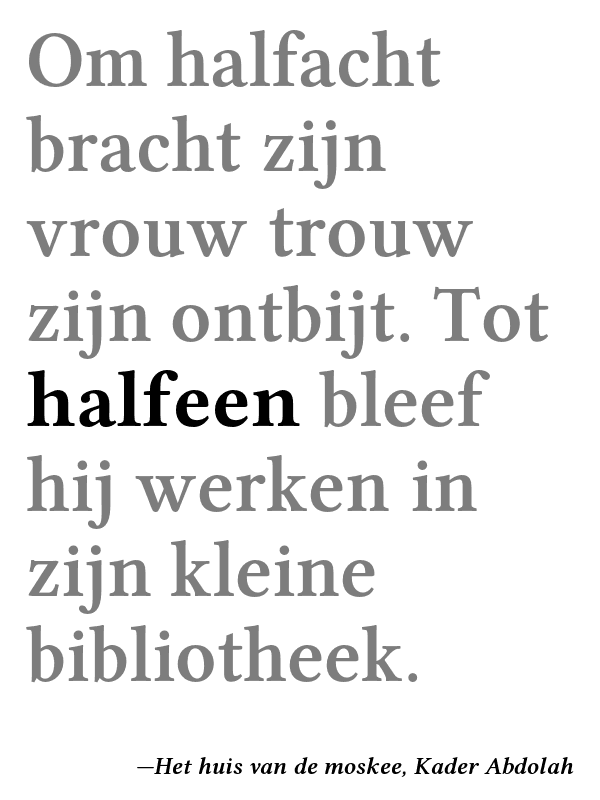 Om halfacht
bracht zijn
vrouw trouw
zijn ontbijt. Tot
halfeen bleef
hij werken in
zijn kleine
bibliotheek.
—Het huis van de moskee, Kader Abdolah